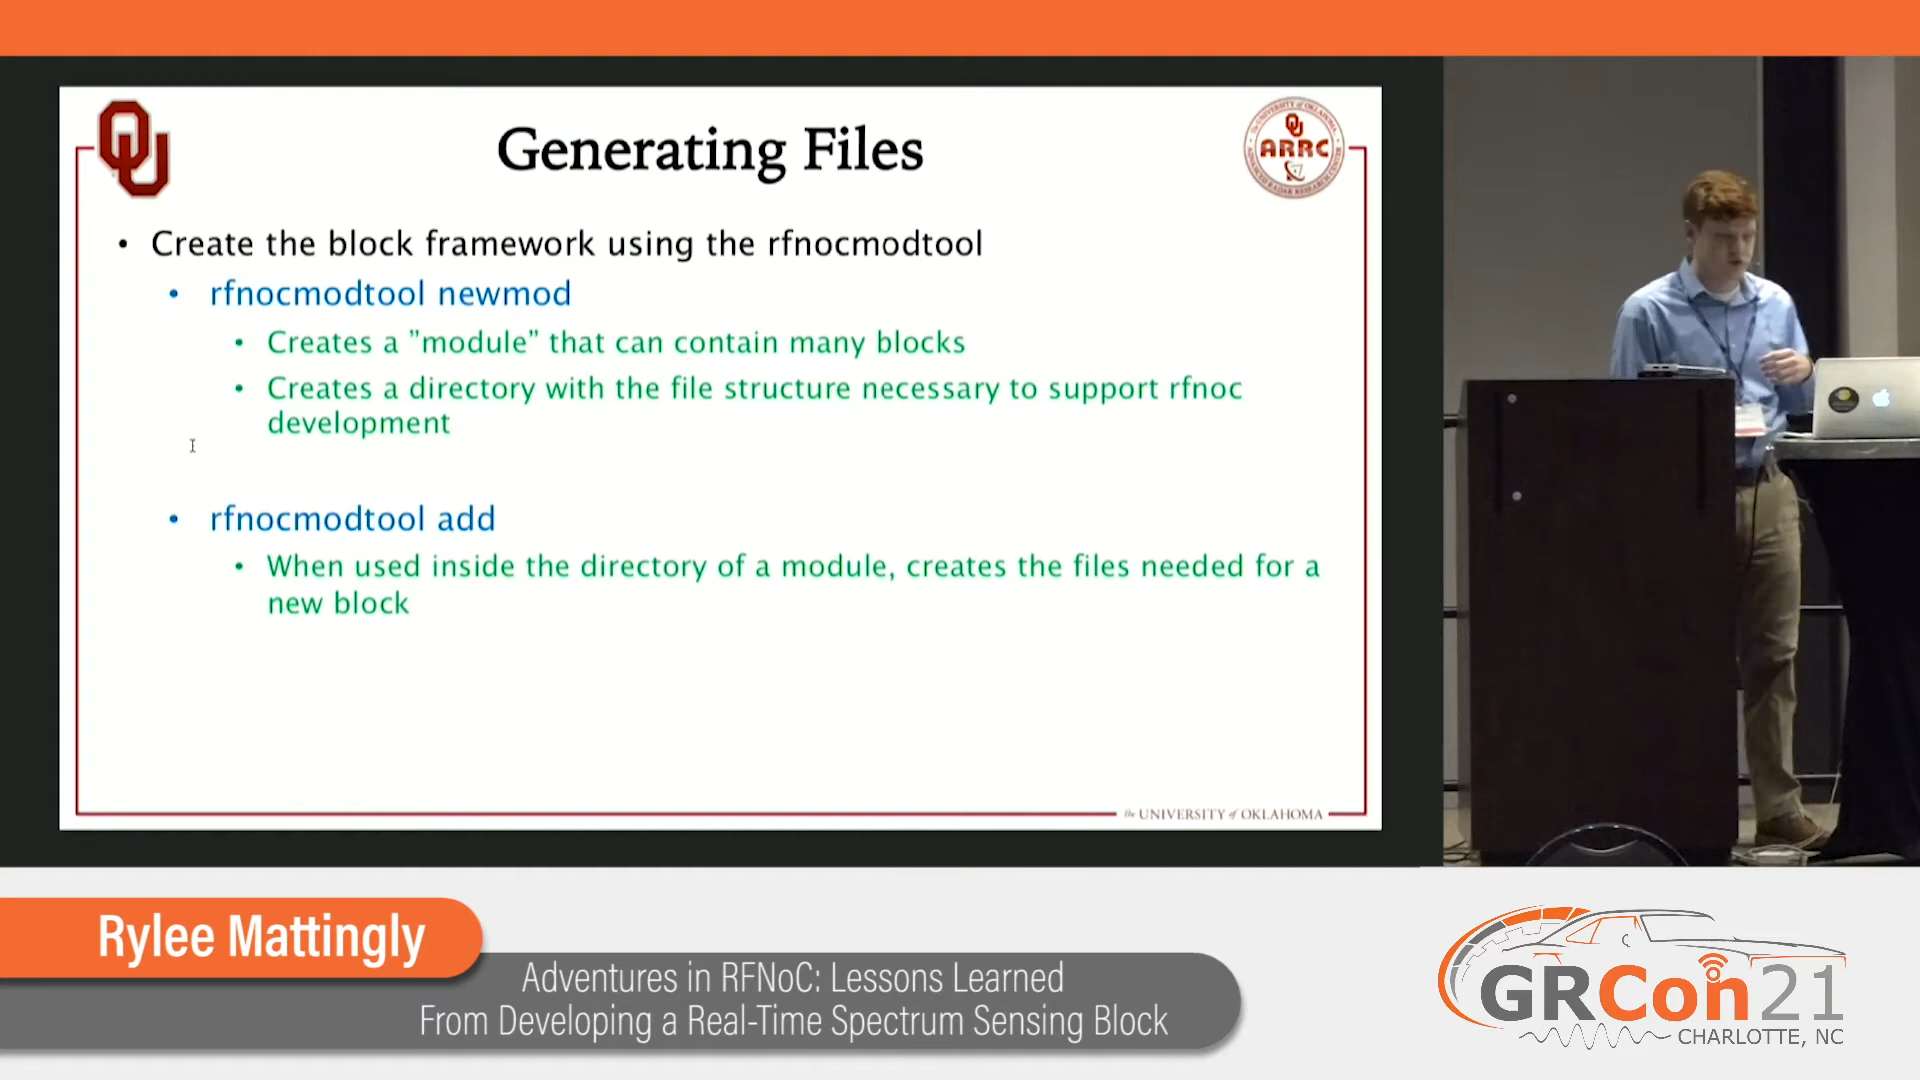 OU
Generating Files
OU
ARRC
• Create the block framework using the rfnocmodtool
• rfnocmodtool newmod
• Creates a ”module” that can contain many blocks
• Creates a directory with the file structure necessary to support rfnoc
development
• rfnocmodtool add
• When used inside the directory of a module, creates the files needed for a
new block
the UNIVERSITY of OKLAHOMA
Rylee Mattingly
Adventures in RFNoC: Lessons Learned
From Developing a Real-Time Spectrum Sensing Block
GRCon21
CHARLOTTE, NC